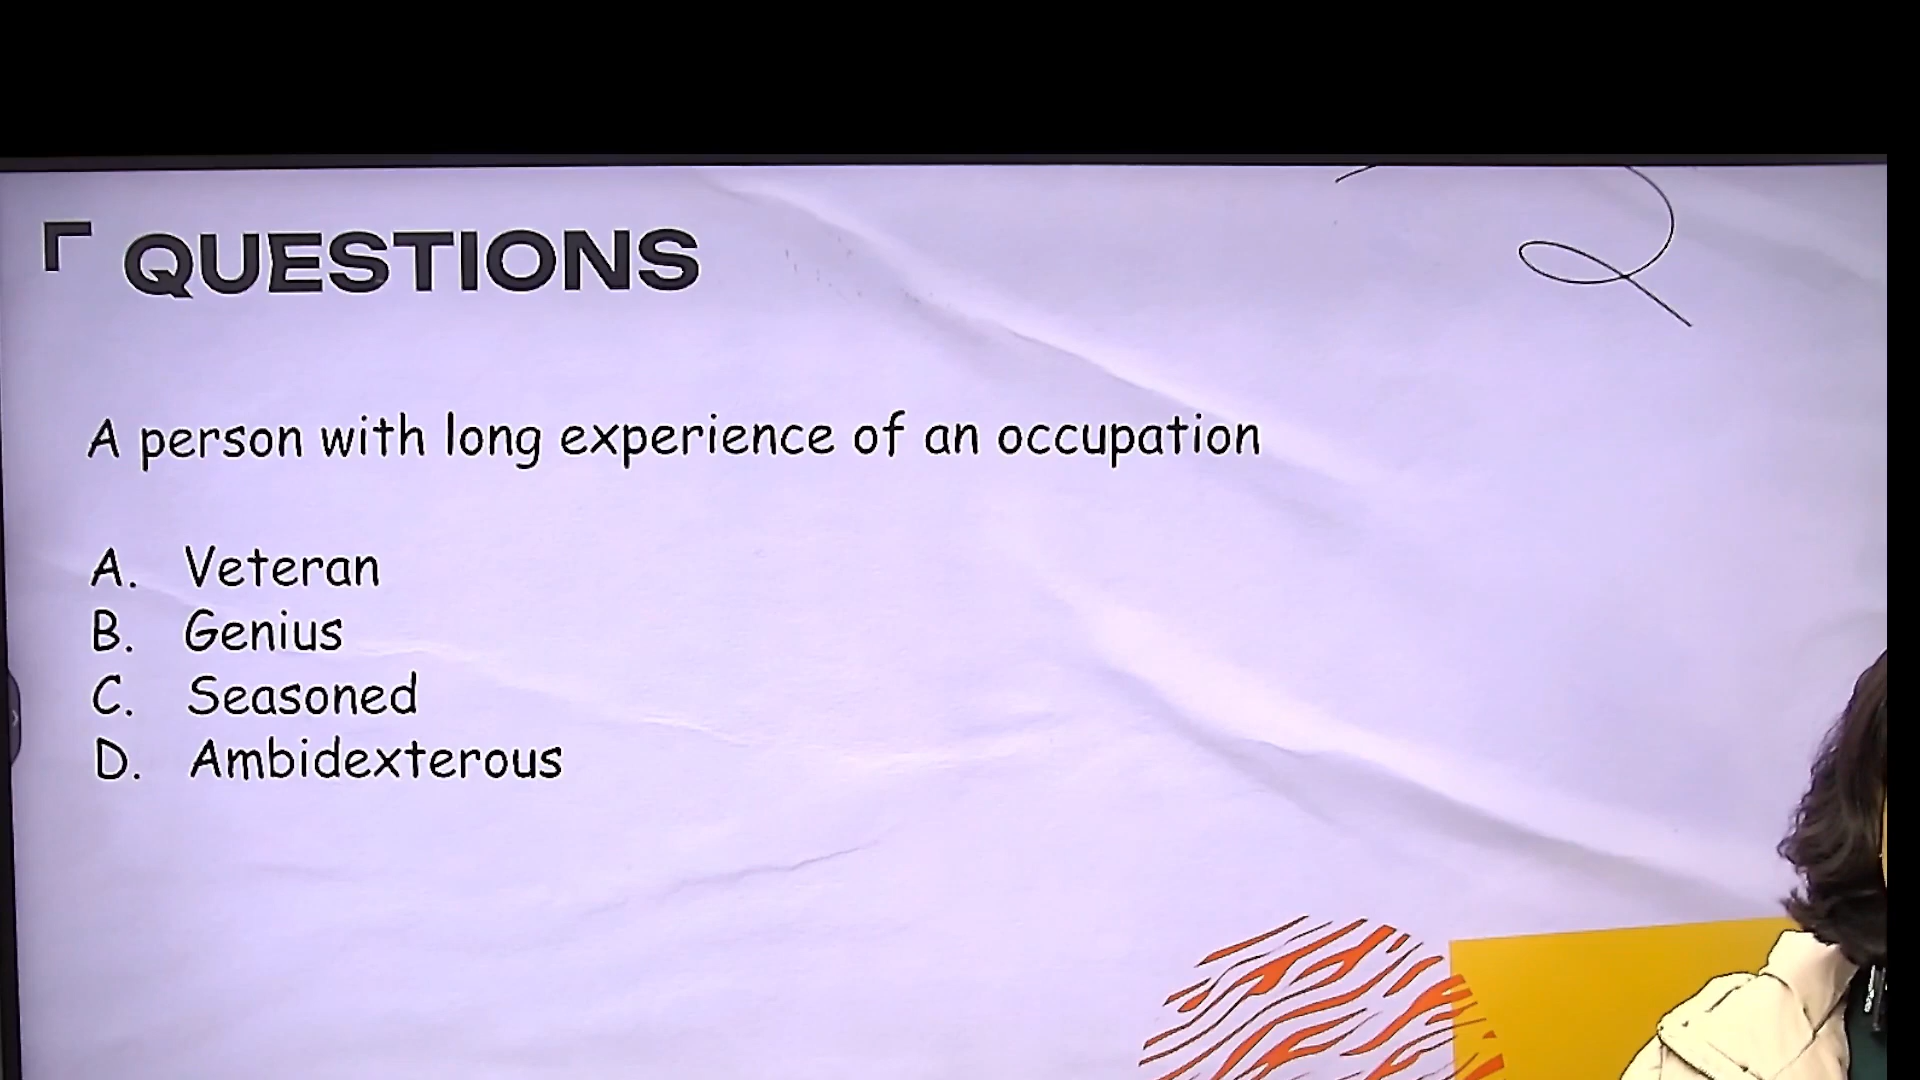 QUESTIONS
A person with long experience of an occupation
A. Veteran
B. Genius
C. Seasoned
D. Ambidexterous